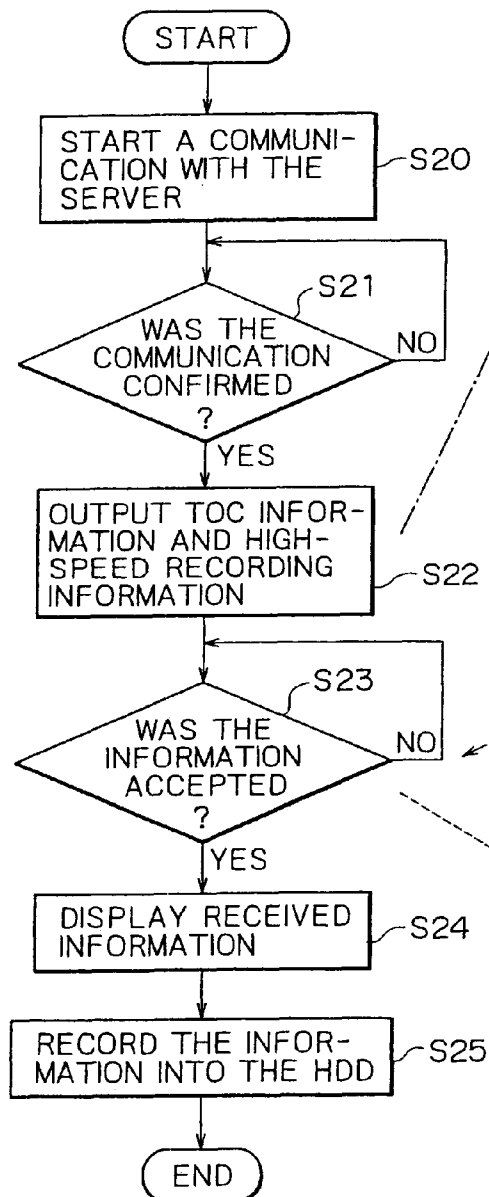 START
START A COMMUNI-
CATION WITH THE
SERVER
S20
S21
WAS THE
COMMUNICATION
CONFIRMED
?
NO
YES
OUTPUT TOC INFOR-
MATION AND HIGH-
SPEED RECORDING
INFORMATION
S22
S23
WAS THE
INFORMATION
ACCEPTED
?
NO
YES
DISPLAY RECEIVED
INFORMATION
S24
RECORD THE INFOR-
MATION INTO THE HDD
S25
END